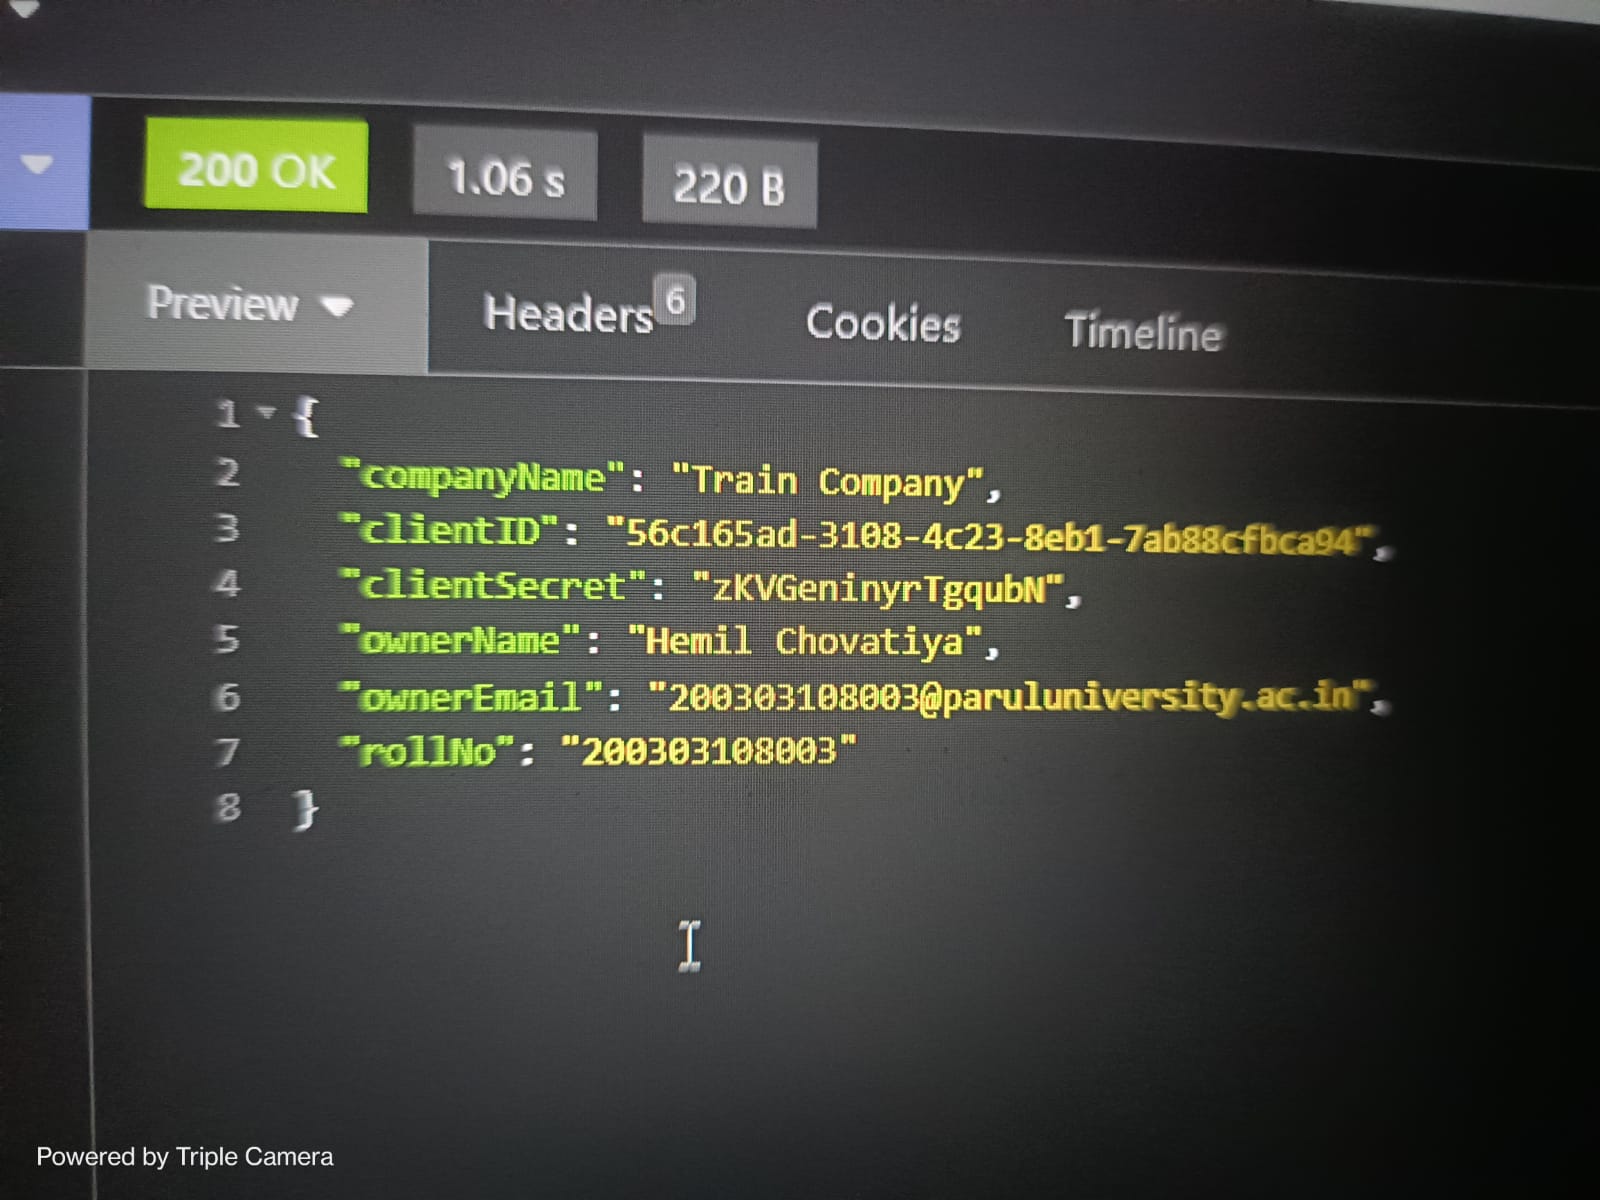 200 OK 1.06 s 220 B
Preview Headers 6 Cookies Timeline
1 {
2 "companyName": "Train Company",
3 "clientID": "56c165ad-3108-4c23-8eb1-7ab88cfbca94",
4 "clientSecret": "zKVGeninyrTgqubN",
5 "ownerName": "Hemil Chovatiya",
6 "ownerEmail": "200303108003@paruluniversity.ac.in",
7 "rollNo": "200303108003"
8 }
Powered by Triple Camera